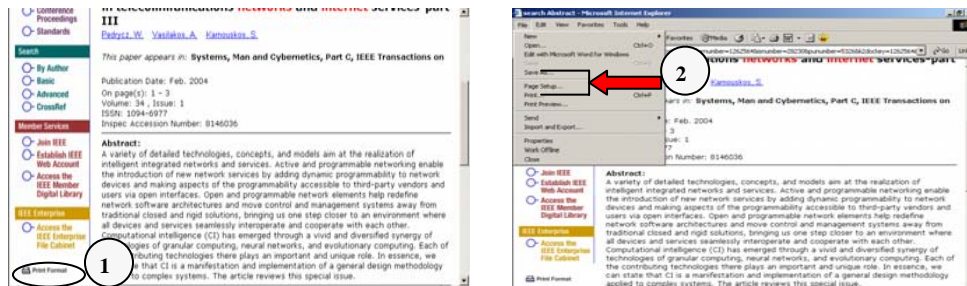 Conference
Proceedings
Standards
Search
By Author
Basic
Advanced
CrossRef
Member Services
Join IEEE
Establish IEEE
Web Account
Access the
IEEE Member
Digital Library
IEEE Enterprise
Access the
IEEE Enterprise
File Cabinet
Print Format
1
in telecommunications networks and internet services-part
III
Pedrycz, W. Vasilakos, A. Karnouskos, S.
This paper appears in: Systems, Man and Cybernetics, Part C, IEEE Transactions on
Publication Date: Feb. 2004
On page(s): 1 - 3
Volume: 34 , Issue: 1
ISSN: 1094-6977
Inspec Accession Number: 8146036
Abstract:
A variety of detailed technologies, concepts, and models aim at the realization of
intelligent integrated networks and services. Active and programmable networking enable
the introduction of new network services by adding dynamic programmability to network
devices and making aspects of the programmability accessible to third-party vendors and
users via open interfaces. Open and programmable network elements help redefine
network software architectures and move control and management systems away from
traditional closed and rigid solutions, bringing us one step closer to an environment where
all devices and services seamlessly interoperate and cooperate with each other.
Computational intelligence (CI) has emerged through a vivid and diversified synergy of
ologies of granular computing, neural networks, and evolutionary computing. Each of
tributing technologies there plays an important and unique role. In essence, we
e that CI is a manifestation and implementation of a general design methodology
to complex systems. The article reviews this special issue.
search Abstract - Microsoft Internet Explorer
File Edit View Favorites Tools Help
New
Open... Ctrl+O
Edit with Microsoft Word for Windows
Save
Save As...
Page Setup...
Print... Ctrl+P
Print Preview...
Send
Import and Export...
Properties
Work Offline
Close
Favorites Media
Go
2
ions networks and internet services-part
Karnouskos, S.
ars in: Systems, Man and Cybernetics, Part C, IEEE Transactions on
: Feb. 2004
- 3
sue: 1
77
n Number: 8146036
Join IEEE
Establish IEEE
Web Account
Access the
IEEE Member
Digital Library
IEEE Enterprise
Access the
IEEE Enterprise
File Cabinet
Print Format
Abstract:
A variety of detailed technologies, concepts, and models aim at the realization of
intelligent integrated networks and services. Active and programmable networking enable
the introduction of new network services by adding dynamic programmability to network
devices and making aspects of the programmability accessible to third-party vendors and
users via open interfaces. Open and programmable network elements help redefine
network software architectures and move control and management systems away from
traditional closed and rigid solutions, bringing us one step closer to an environment where
all devices and services seamlessly interoperate and cooperate with each other.
Computational intelligence (CI) has emerged through a vivid and diversified synergy of
technologies of granular computing, neural networks, and evolutionary computing. Each of
the contributing technologies there plays an important and unique role. In essence, we
can state that CI is a manifestation and implementation of a general design methodology
applied to complex systems. The article reviews this special issue.